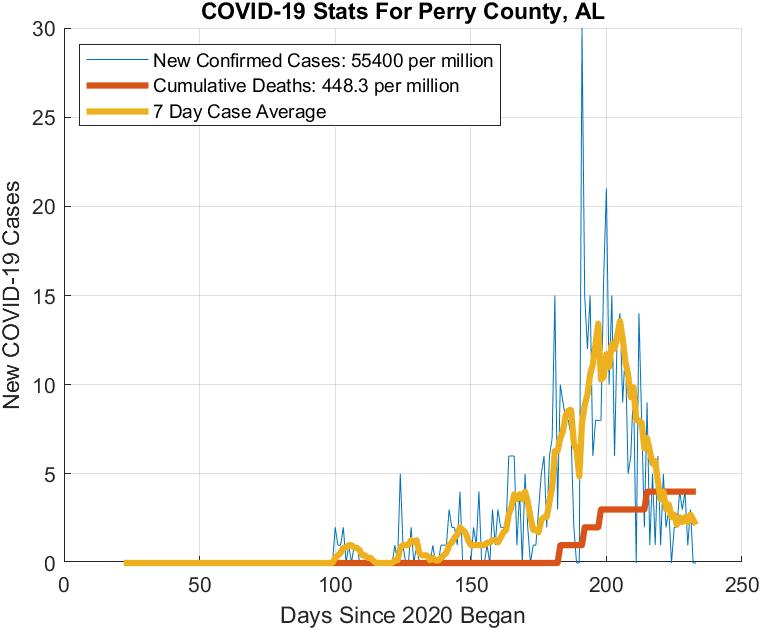 COVID-19 Stats For Perry County, AL
New Confirmed Cases: 55400 per million
Cumulative Deaths: 448.3 per million
7 Day Case Average
New COVID-19 Cases
30
25
20
15
10
5
0
0 50 100 150 200 250
Days Since 2020 Began